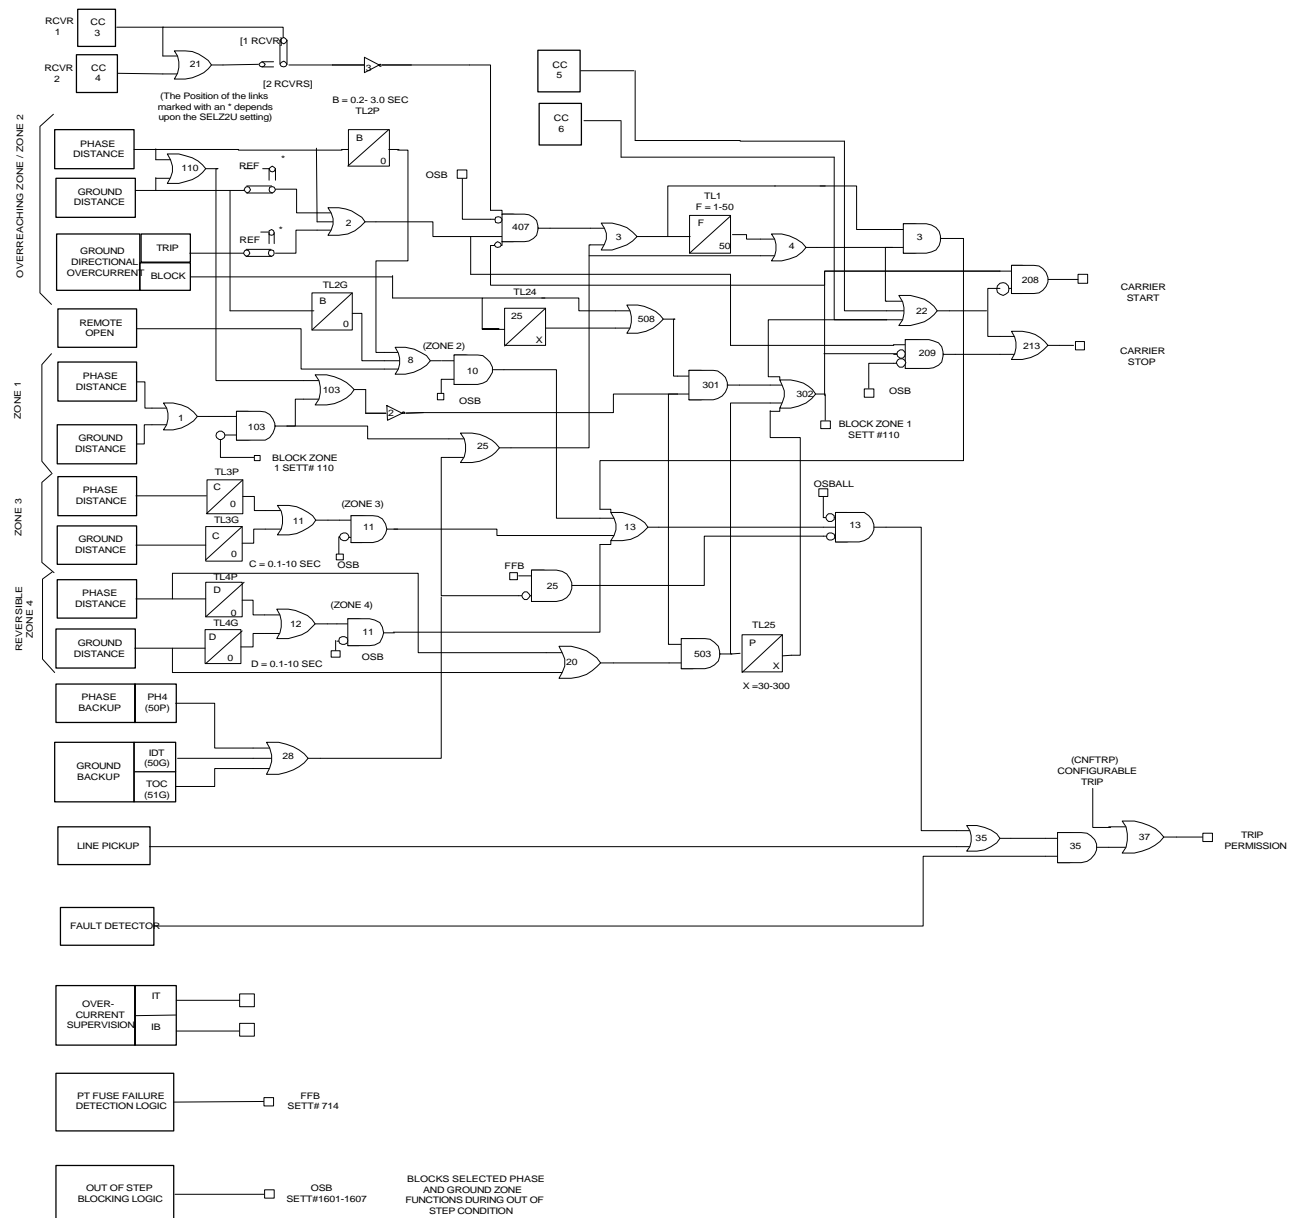 RCVR
1
CC
3
RCVR
2
CC
4
21
[1 RCVR]
[2 RCVRS]
3
(The Position of the links
marked with an * depends
upon the SELZ2U setting)
B = 0.2- 3.0 SEC
TL2P
CC
5
CC
6
OVERREACHING ZONE / ZONE 2
PHASE
DISTANCE
GROUND
DISTANCE
GROUND
DIRECTIONAL
OVERCURRENT
TRIP
BLOCK
110
REF
*
REF
*
2
B
0
OSB
407
3
TL1
F = 1-50
F
50
4
3
208
CARRIER
START
22
213
CARRIER
STOP
209
OSB
TL2G
B
0
TL24
25
X
508
REMOTE
OPEN
8
(ZONE 2)
10
OSB
301
302
BLOCK ZONE 1
SETT #110
ZONE 1
PHASE
DISTANCE
GROUND
DISTANCE
1
103
103
2
BLOCK ZONE
1 SETT# 110
25
ZONE 3
PHASE
DISTANCE
GROUND
DISTANCE
TL3P
C
0
TL3G
C
0
C = 0.1-10 SEC
11
(ZONE 3)
11
OSB
13
OSBALL
13
FFB
25
REVERSIBLE
ZONE 4
PHASE
DISTANCE
GROUND
DISTANCE
TL4P
D
0
TL4G
D
0
D = 0.1-10 SEC
12
(ZONE 4)
11
OSB
20
503
TL25
P
X
X =30-300
PHASE
BACKUP
PH4
(50P)
GROUND
BACKUP
IDT
(50G)
TOC
(51G)
28
(CNFTRP)
CONFIGURABLE
TRIP
LINE PICKUP
35
35
37
TRIP
PERMISSION
FAULT DETECTOR
OVER-
CURRENT
SUPERVISION
IT
IB
PT FUSE FAILURE
DETECTION LOGIC
FFB
SETT# 714
OUT OF STEP
BLOCKING LOGIC
OSB
SETT#1601-1607
BLOCKS SELECTED PHASE
AND GROUND ZONE
FUNCTIONS DURING OUT OF
STEP CONDITION